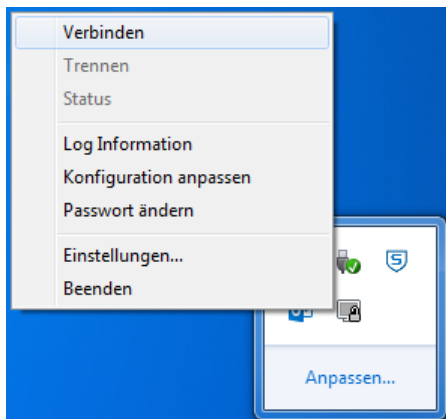 Verbinden
Trennen
Status
Log Information
Konfiguration anpassen
Passwort ändern
Einstellungen...
Beenden
Anpassen...